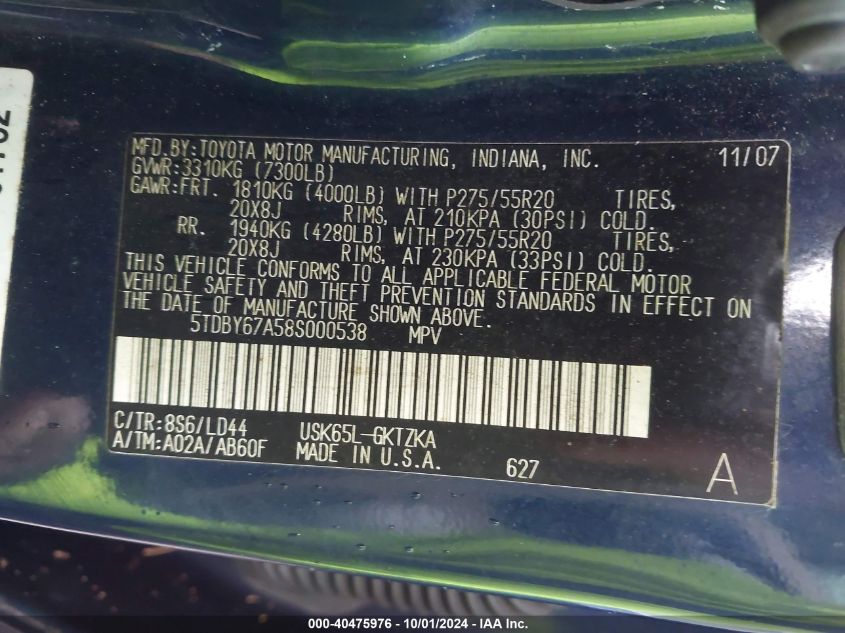 MFD.BY:TOYOTA MOTOR MANUFACTURING, INDIANA, INC. 11/07
GVWR:3310KG (7300LB)
GAWR:FRT. 1810KG (4000LB) WITH P275/55R20 TIRES,
20X8J RIMS, AT 210KPA (30PSI) COLD.
RR. 1940KG (4280LB) WITH P275/55R20 TIRES,
20X8J RIMS, AT 230KPA (33PSI) COLD.
THIS VEHICLE CONFORMS TO ALL APPLICABLE FEDERAL MOTOR
VEHICLE SAFETY AND THEFT PREVENTION STANDARDS IN EFFECT ON
THE DATE OF MANUFACTURE SHOWN ABOVE.
5TDBY67A58S000538 MPV
C/TR:8S6/LD44 USK65L-GKTZKA
A/TM:A02A/AB60F MADE IN U.S.A. 627 A
000-40475976 - 10/01/2024 - IAA Inc.